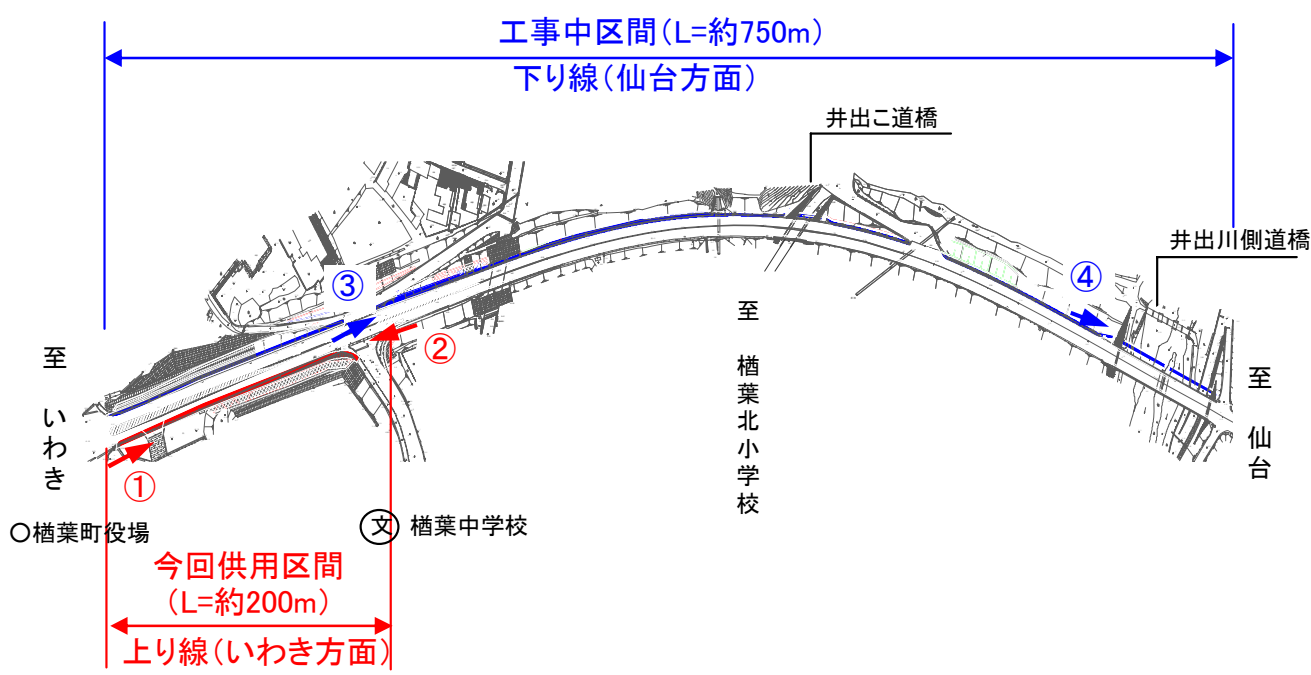 工事中区間(L=約750m)
下り線(仙台方面)
井出こ道橋
井出川側道橋
③
④
②
①
至 いわき
至 楢葉北小学校
至 仙台
○楢葉町役場
文 楢葉中学校
今回供用区間
(L=約200m)
上り線(いわき方面)